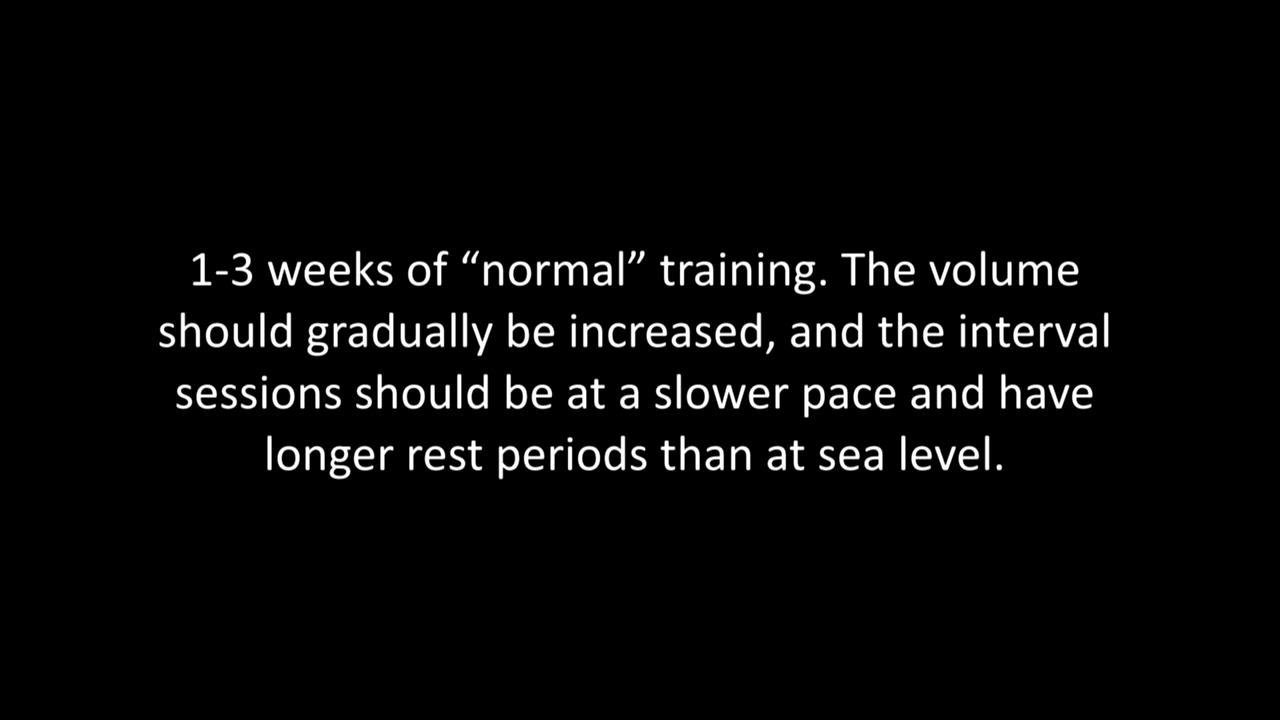 1-3 weeks of “normal” training. The volume
should gradually be increased, and the interval
sessions should be at a slower pace and have
longer rest periods than at sea level.